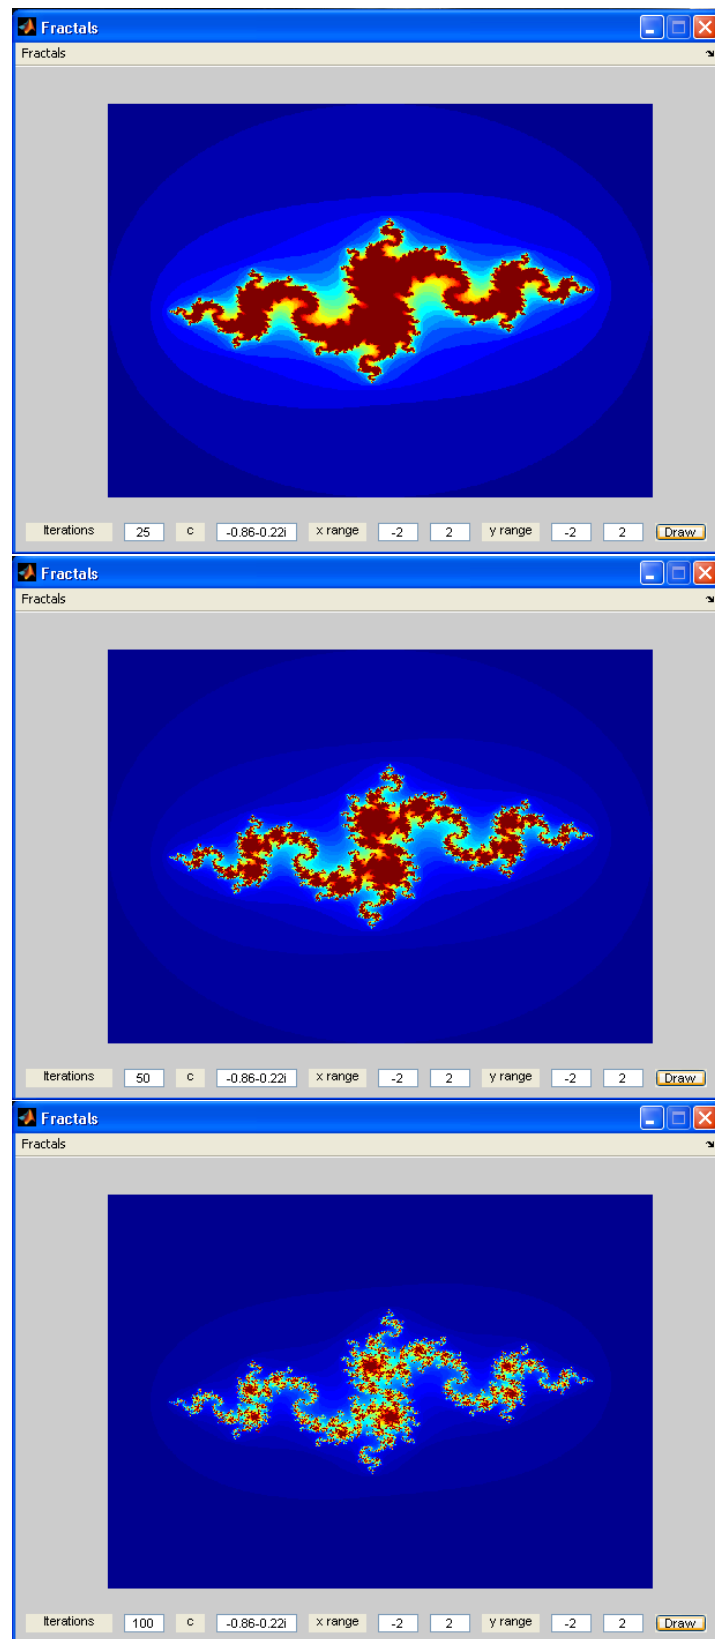 Fractals
Fractals
Iterations 25 c -0.86-0.22i x range -2 2 y range -2 2 Draw
Fractals
Fractals
Iterations 50 c -0.86-0.22i x range -2 2 y range -2 2 Draw
Fractals
Fractals
Iterations 100 c -0.86-0.22i x range -2 2 y range -2 2 Draw